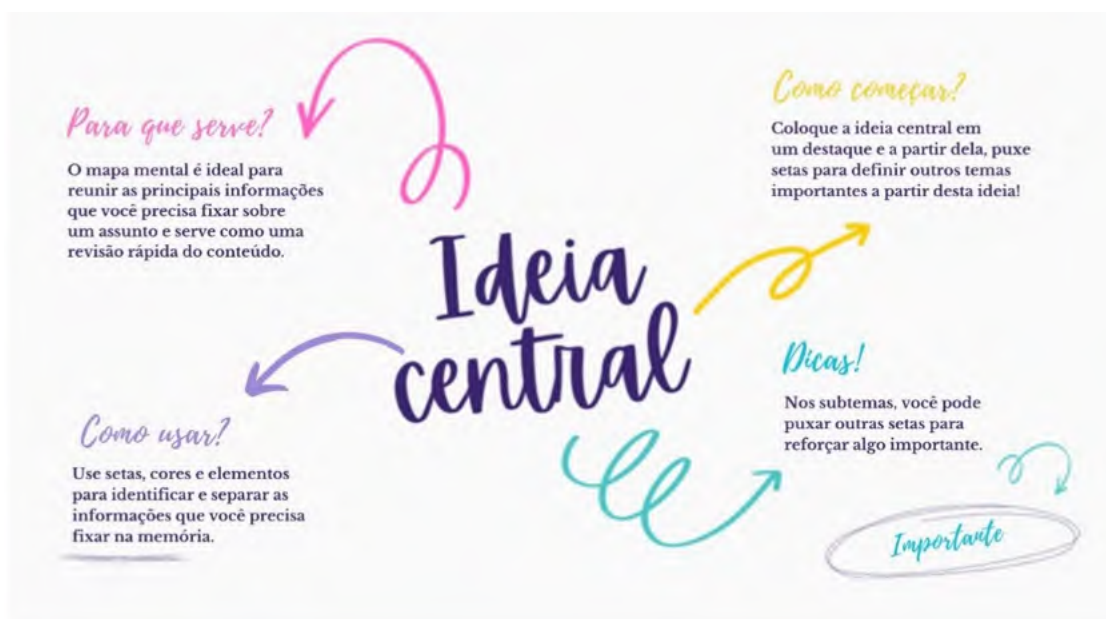 Para que serve?
O mapa mental é ideal para
reunir as principais informações
que você precisa fixar sobre
um assunto e serve como uma
revisão rápida do conteúdo.
Como começar?
Coloque a ideia central em
um destaque e a partir dela, puxe
setas para definir outros temas
importantes a partir desta ideia!
Ideia
central
Como usar?
Use setas, cores e elementos
para identificar e separar as
informações que você precisa
fixar na memória.
Dicas!
Nos subtemas, você pode
puxar outras setas para
reforçar algo importante.
Importante